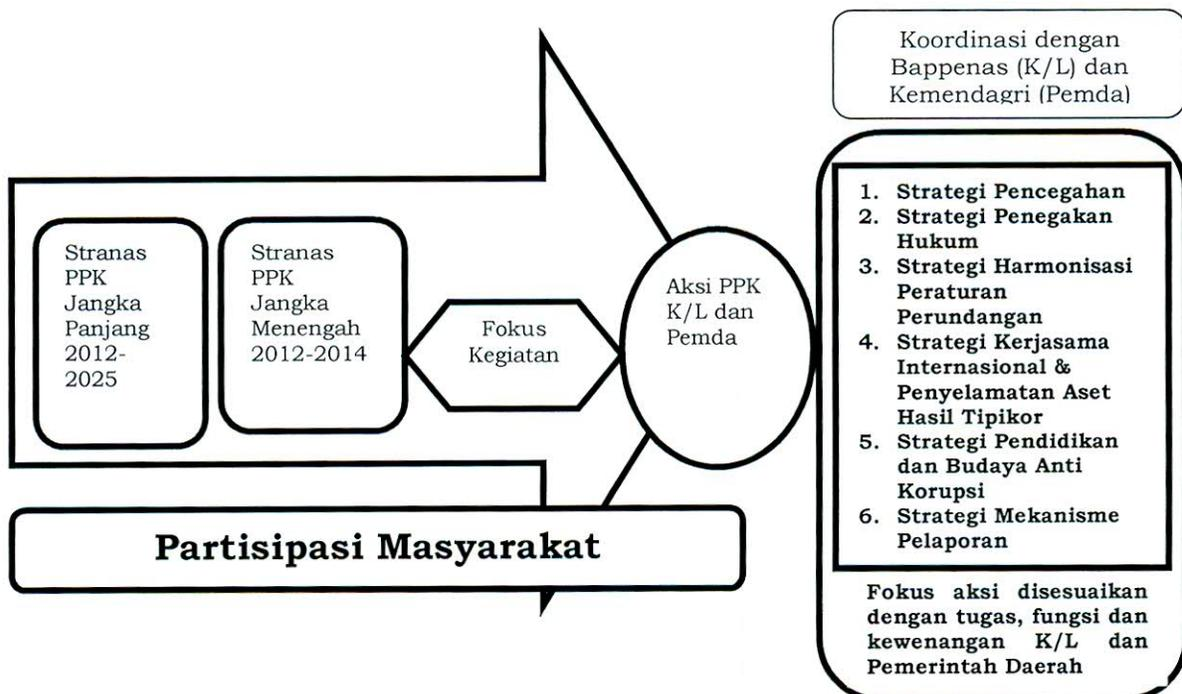 Koordinasi dengan
Bappenas (K/L) dan
Kemendagri (Pemda)
Stranas
PPK
Jangka
Panjang
2012-
2025
Stranas
PPK
Jangka
Menengah
2012-2014
Fokus
Kegiatan
Aksi PPK
K/L dan
Pemda
1. Strategi Pencegahan
2. Strategi Penegakan
Hukum
3. Strategi Harmonisasi
Peraturan
Perundangan
4. Strategi Kerjasama
Internasional &
Penyelamatan Aset
Hasil Tipikor
5. Strategi Pendidikan
dan Budaya Anti
Korupsi
6. Strategi Mekanisme
Pelaporan
Fokus aksi disesuaikan
dengan tugas, fungsi dan
kewenangan K/L dan
Pemerintah Daerah
Partisipasi Masyarakat